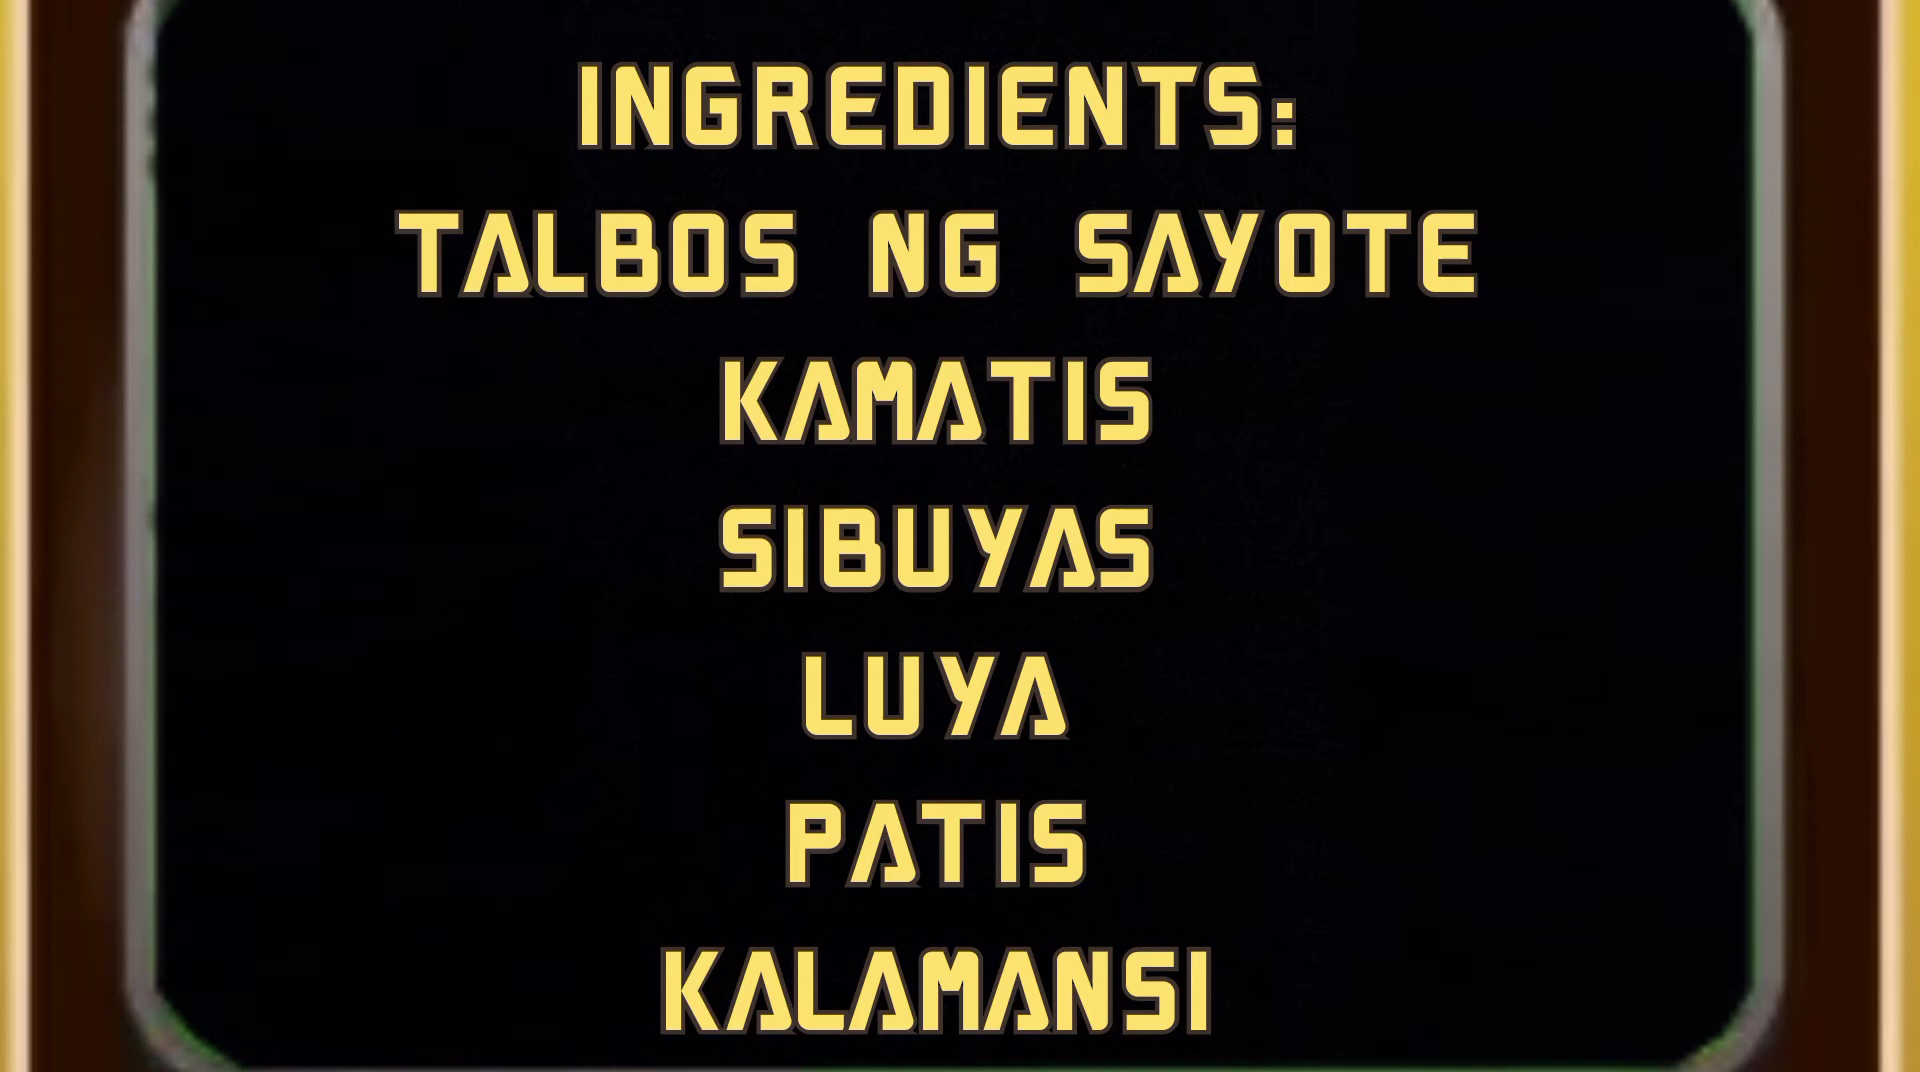 INGREDIENTS:
TALBOS NG SAYOTE
KAMATIS
SIBUYAS
LUYA
PATIS
KALAMANSI